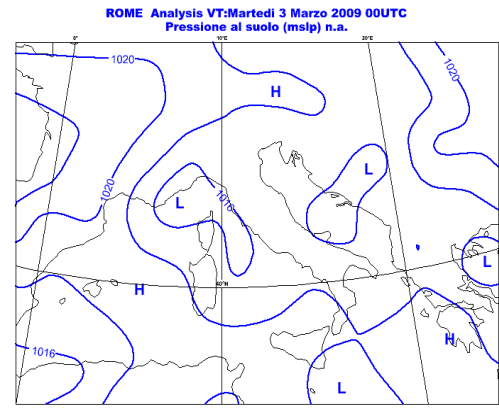 ROME Analysis VT:Martedi 3 Marzo 2009 00UTC
Pressione al suolo (mslp) n.a.
0°
10°E
20°E
1020
1020
H
L
1020
L
1016
L
H
40°N
H
1016
L